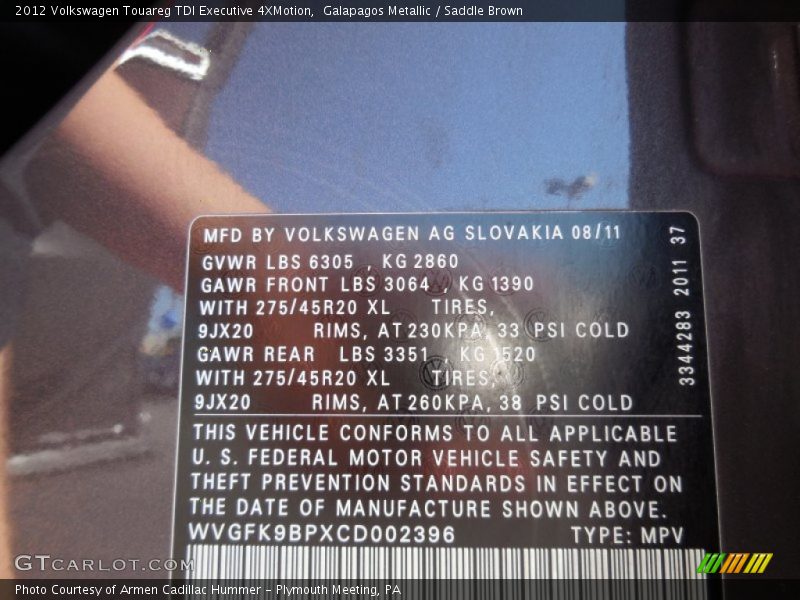 2012 Volkswagen Touareg TDI Executive 4XMotion,  Galapagos Metallic / Saddle Brown
MFD BY VOLKSWAGEN AG SLOVAKIA 08/11
GVWR LBS 6305 , KG 2860
GAWR FRONT LBS 3064 , KG 1390
WITH 275/45R20 XL TIRES,
9JX20 RIMS, AT 230KPA, 33 PSI COLD
GAWR REAR LBS 3351 , KG 1520
WITH 275/45R20 XL TIRES,
9JX20 RIMS, AT 260KPA, 38 PSI COLD
THIS VEHICLE CONFORMS TO ALL APPLICABLE
U. S. FEDERAL MOTOR VEHICLE SAFETY AND
THEFT PREVENTION STANDARDS IN EFFECT ON
THE DATE OF MANUFACTURE SHOWN ABOVE.
WVGFK9BPXCD002396 TYPE: MPV
3344283 2011 37
GTCARLOT.COM
Photo Courtesy of Armen Cadillac Hummer – Plymouth Meeting, PA